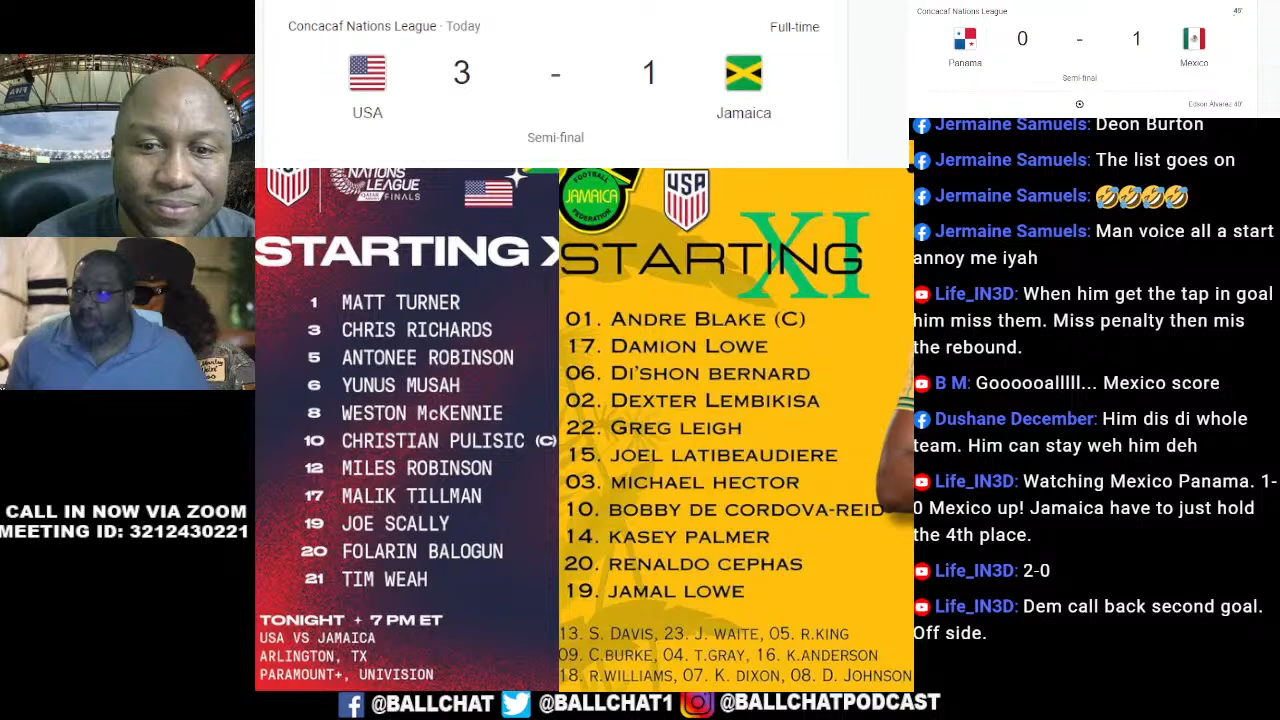 Concacaf Nations League · Today
Full-time
3 - 1
USA
Jamaica
Semi-final
Concacaf Nations League
45'
0 - 1
Panama
Mexico
Semi-final
Edson Álvarez 40'
NATIONS
LEAGUE
FINALS
STARTING X
1 MATT TURNER
3 CHRIS RICHARDS
5 ANTONEE ROBINSON
6 YUNUS MUSAH
8 WESTON McKENNIE
10 CHRISTIAN PULISIC (C)
12 MILES ROBINSON
17 MALIK TILLMAN
19 JOE SCALLY
20 FOLARIN BALOGUN
21 TIM WEAH
TONIGHT + 7 PM ET
USA VS JAMAICA
ARLINGTON, TX
PARAMOUNT+, UNIVISION
FOOTBALL
JAMAICA
FEDERATION
USA
STARTING
XI
01. ANDRE BLAKE (C)
17. DAMION LOWE
06. DI'SHON BERNARD
02. DEXTER LEMBIKISA
22. GREG LEIGH
15. JOEL LATIBEAUDIERE
03. MICHAEL HECTOR
10. BOBBY DE CORDOVA-REID
14. KASEY PALMER
20. RENALDO CEPHAS
19. JAMAL LOWE
13. S. DAVIS, 23. J. WAITE, 05. R.KING
09. C.BURKE, 04. T.GRAY, 16. K.ANDERSON
18. R.WILLIAMS, 07. K. DIXON, 08. D. JOHNSON
Jermaine Samuels: Deon Burton
Jermaine Samuels: The list goes on
Jermaine Samuels: 🤣🤣🤣🤣
Jermaine Samuels: Man voice all a start
annoy me iyah
Life_IN3D: When him get the tap in goal
him miss them. Miss penalty then mis
the rebound.
B M: Goooooalllll... Mexico score
Dushane December: Him dis di whole
team. Him can stay weh him deh
Life_IN3D: Watching Mexico Panama. 1-
0 Mexico up! Jamaica have to just hold
the 4th place.
Life_IN3D: 2-0
Life_IN3D: Dem call back second goal.
Off side.
CALL IN NOW VIA ZOOM
MEETING ID: 3212430221
@BALLCHAT @BALLCHAT1 @BALLCHATPODCAST